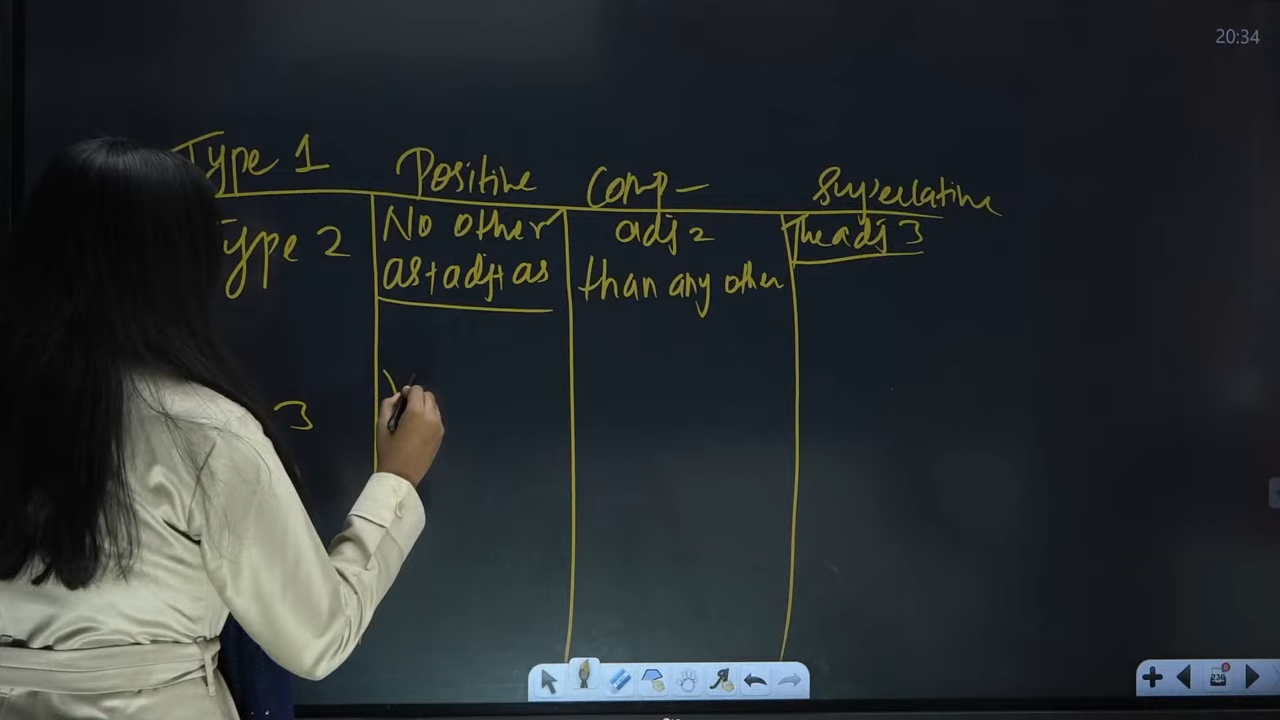 20:34
Type 1 Positive Comp- Superlative
Type 2 No other adj 2 The adj 3
as+adj+as than any other
3
236